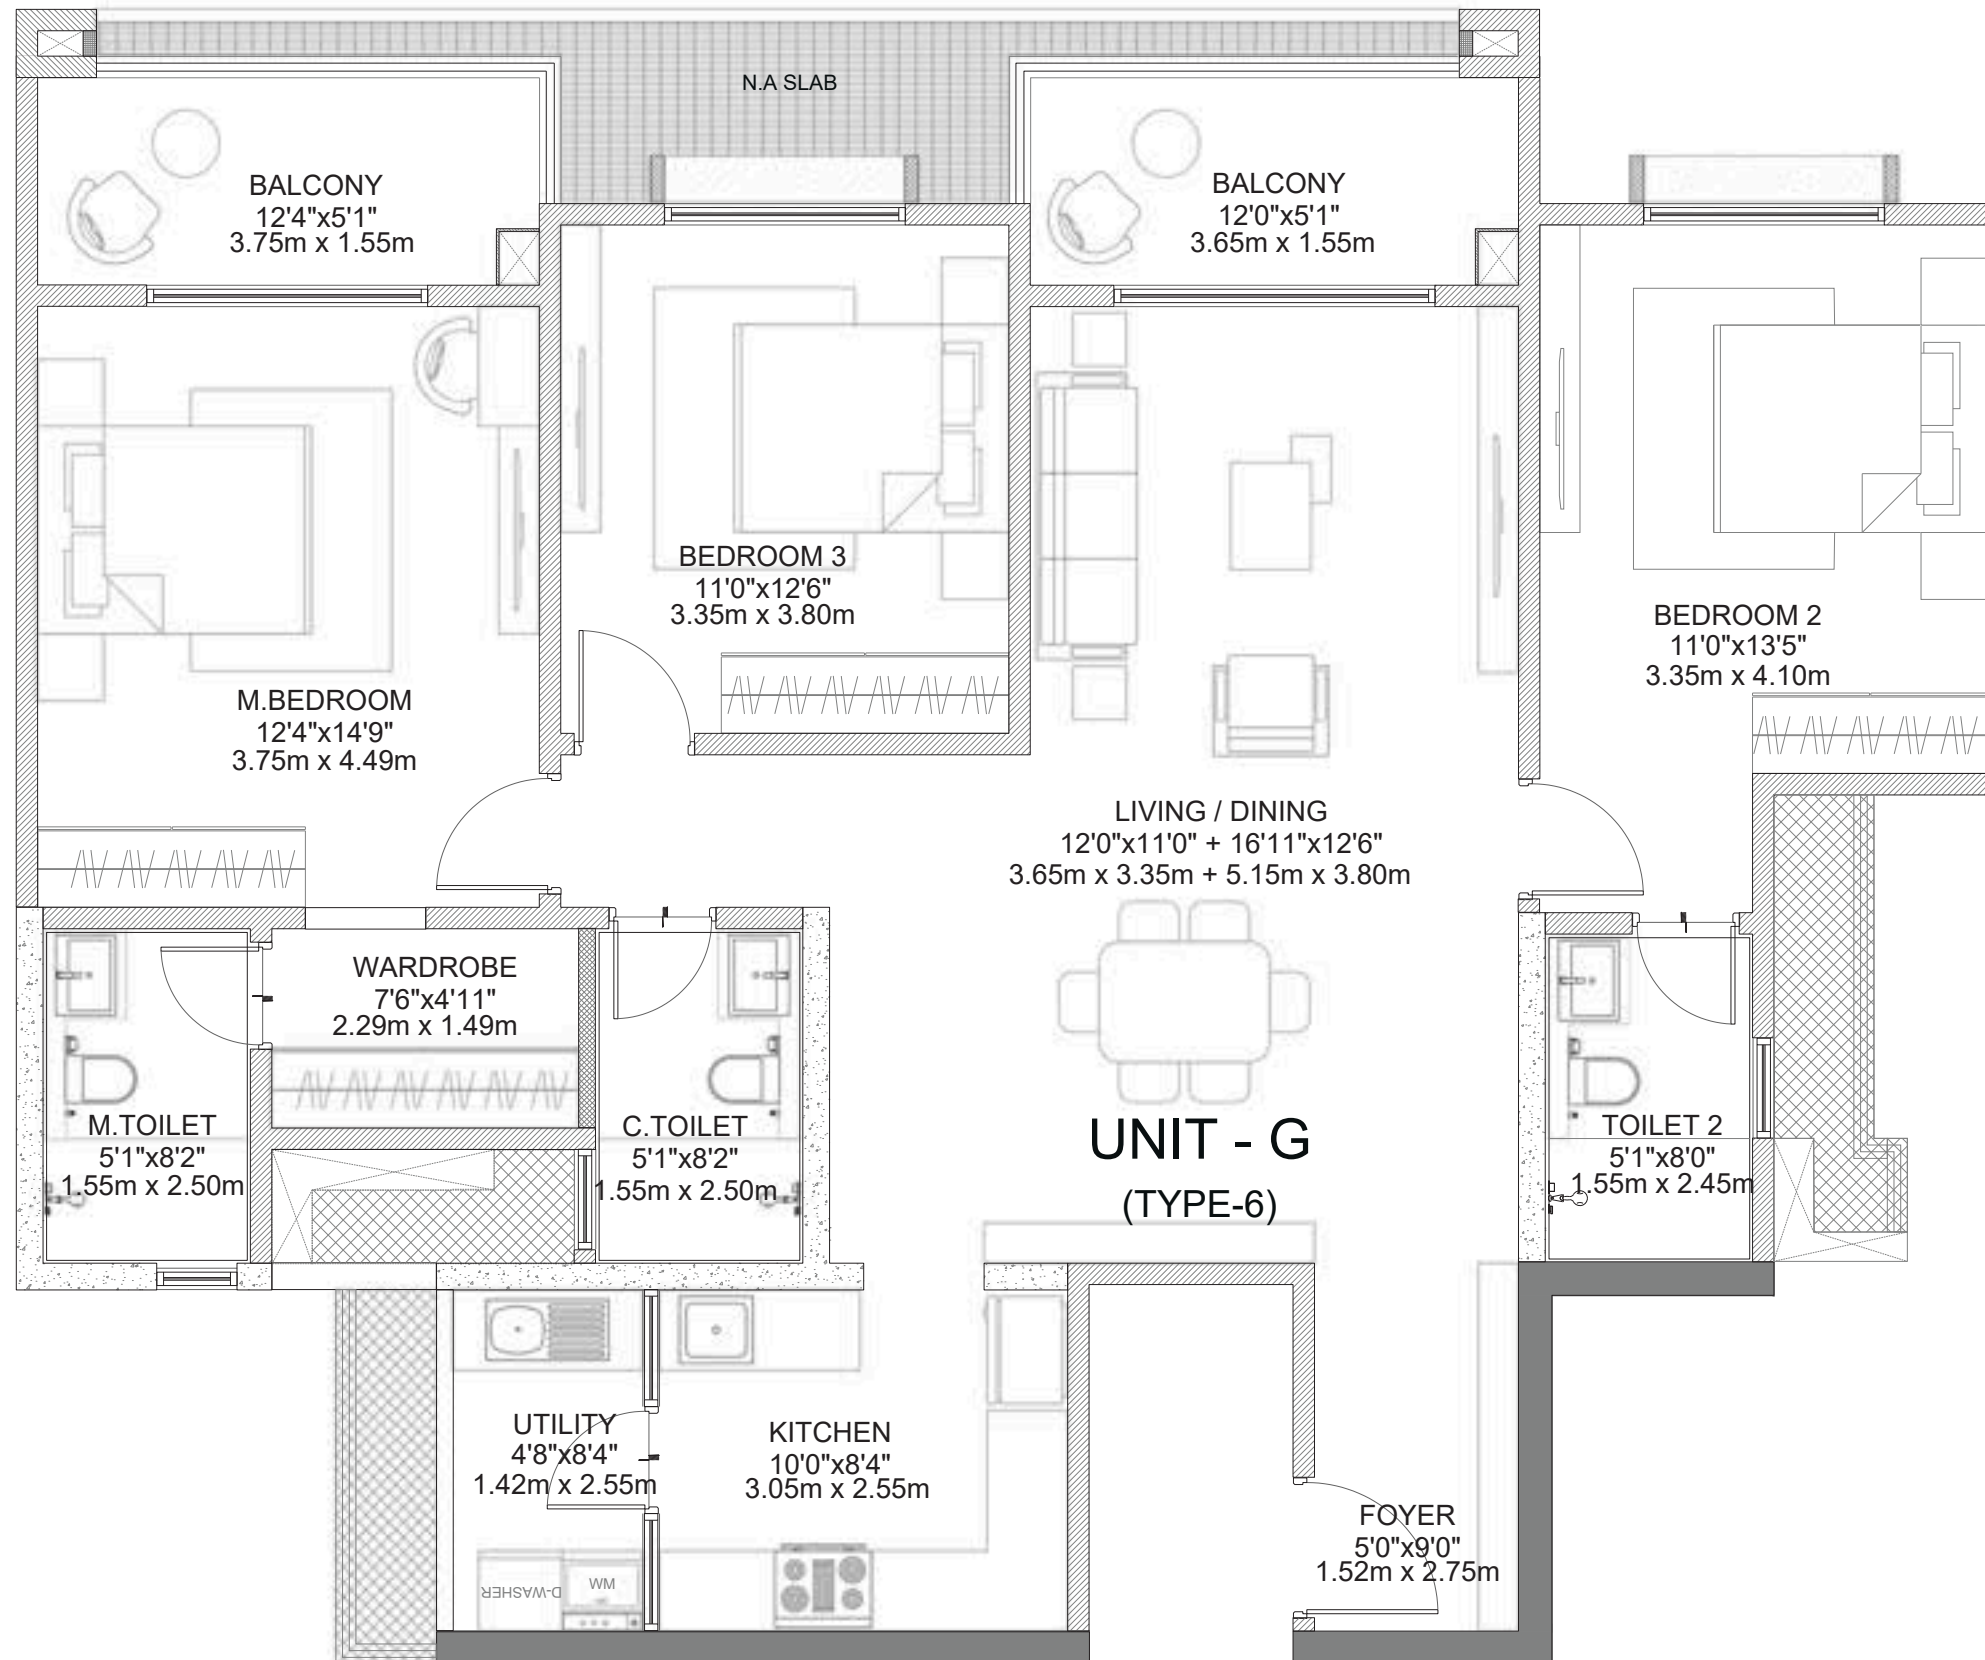 N.A SLAB
BALCONY
12'4"x5'1"
3.75m x 1.55m
BALCONY
12'0"x5'1"
3.65m x 1.55m
BEDROOM 3
11'0"x12'6"
3.35m x 3.80m
BEDROOM 2
11'0"x13'5"
3.35m x 4.10m
M.BEDROOM
12'4"x14'9"
3.75m x 4.49m
LIVING / DINING
12'0"x11'0" + 16'11"x12'6"
3.65m x 3.35m + 5.15m x 3.80m
WARDROBE
7'6"x4'11"
2.29m x 1.49m
M.TOILET
5'1"x8'2"
1.55m x 2.50m
C.TOILET
5'1"x8'2"
1.55m x 2.50m
UNIT - G
(TYPE-6)
TOILET 2
5'1"x8'0"
1.55m x 2.45m
UTILITY
4'8"x8'4"
1.42m x 2.55m
KITCHEN
10'0"x8'4"
3.05m x 2.55m
FOYER
5'0"x9'0"
1.52m x 2.75m
D-WASHER
WM